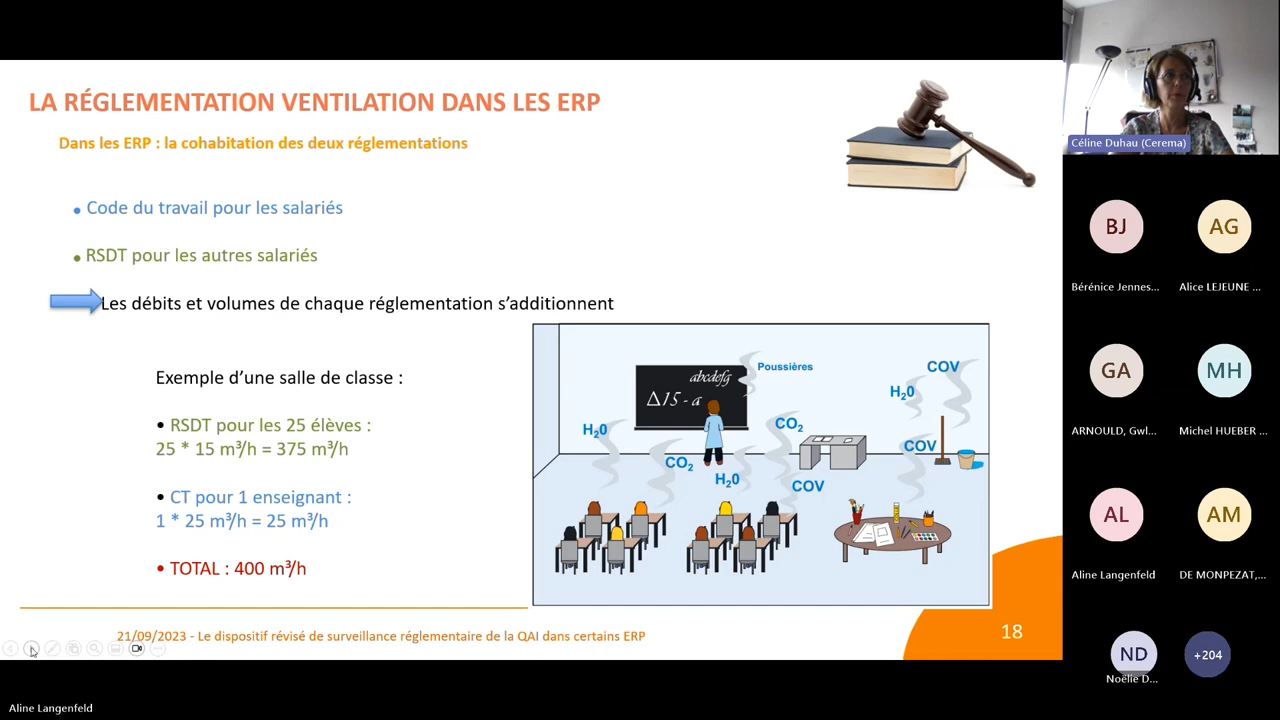 LA RÉGLEMENTATION VENTILATION DANS LES ERP
Dans les ERP : la cohabitation des deux réglementations
• Code du travail pour les salariés
• RSDT pour les autres salariés
Les débits et volumes de chaque réglementation s’additionnent
Exemple d’une salle de classe :
• RSDT pour les 25 élèves :
25 * 15 m³/h = 375 m³/h
• CT pour 1 enseignant :
1 * 25 m³/h = 25 m³/h
• TOTAL : 400 m³/h
abcdefg
Δ15 - a
Poussières
COV
H₂0
H₂0
CO₂
COV
CO₂
H₂0
COV
21/09/2023 - Le dispositif révisé de surveillance réglementaire de la QAI dans certains ERP
18
Céline Duhau (Cerema)
BJ
AG
Bérénice Jennes...
Alice LEJEUNE ...
GA
MH
ARNOULD, Gwl...
Michel HUEBER ...
AL
AM
Aline Langenfeld
DE MONPEZAT,...
ND
+204
Noëlie D...
Aline Langenfeld